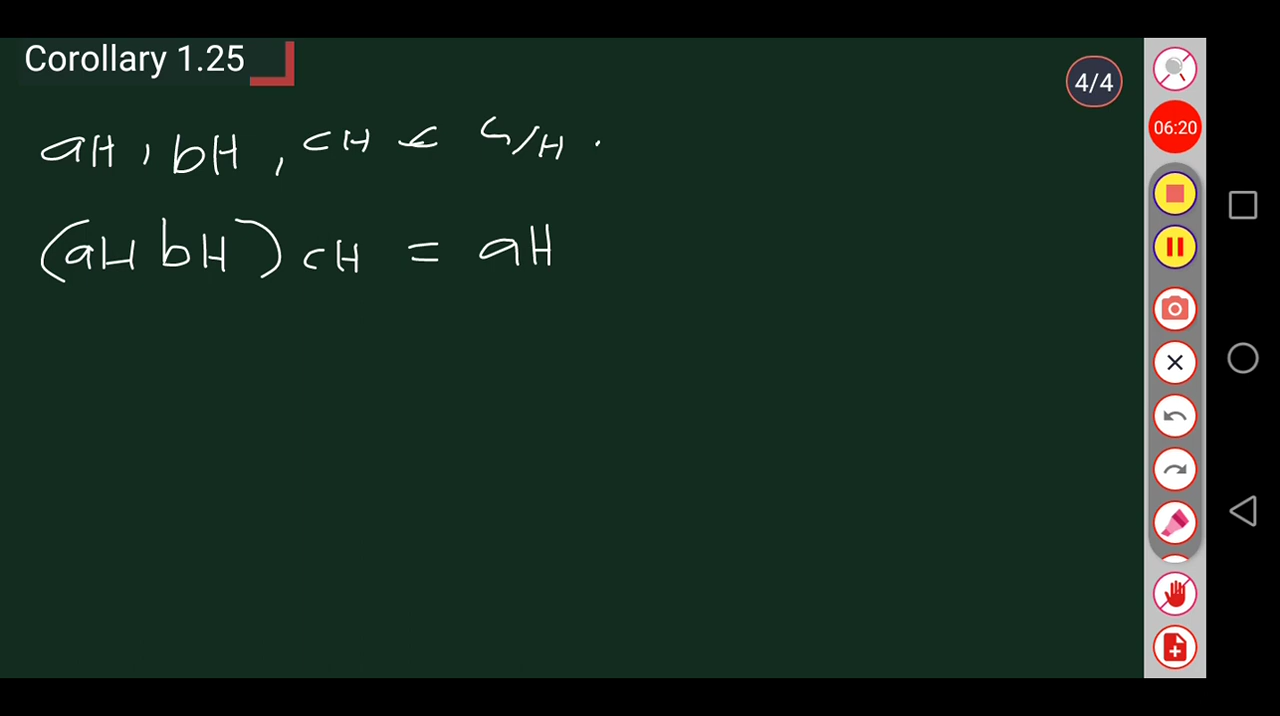 Corollary 1.25
4/4
06:20
aH, bH, cH ∈ G/H.
(aH bH) cH = aH